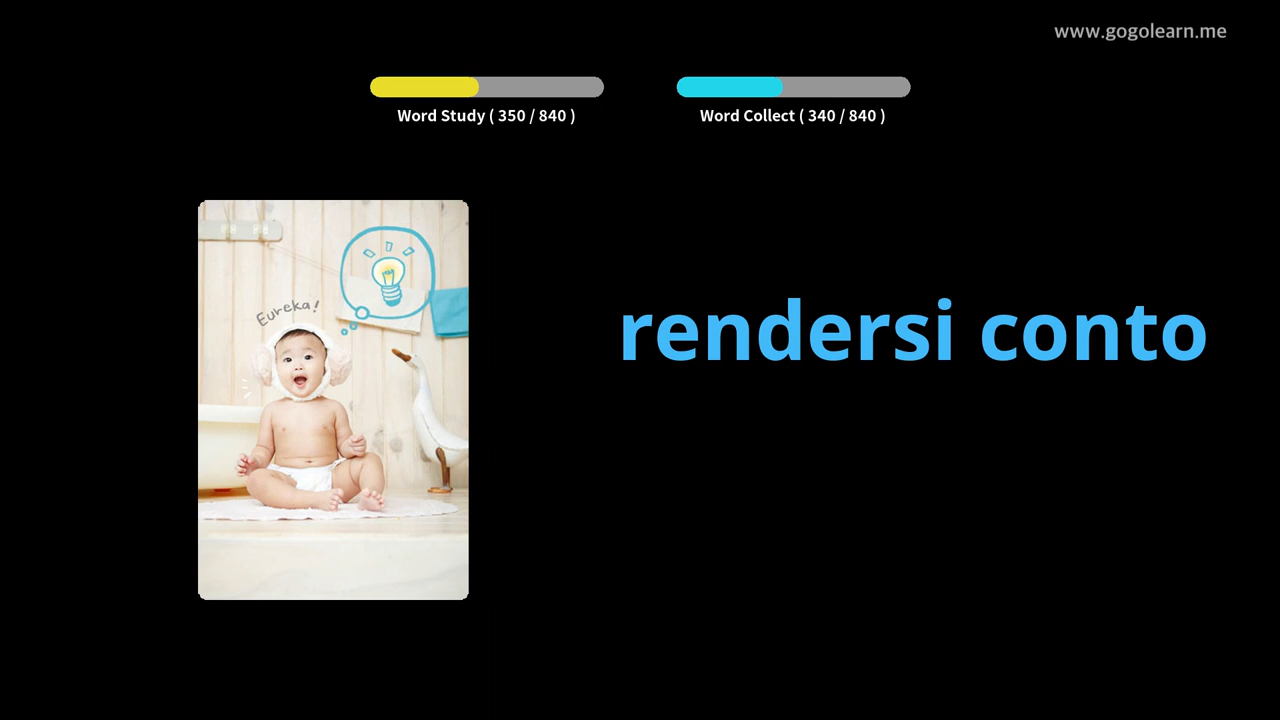 www.gogolearn.me
Word Study ( 350 / 840 )
Word Collect ( 340 / 840 )
Eureka!
rendersi conto